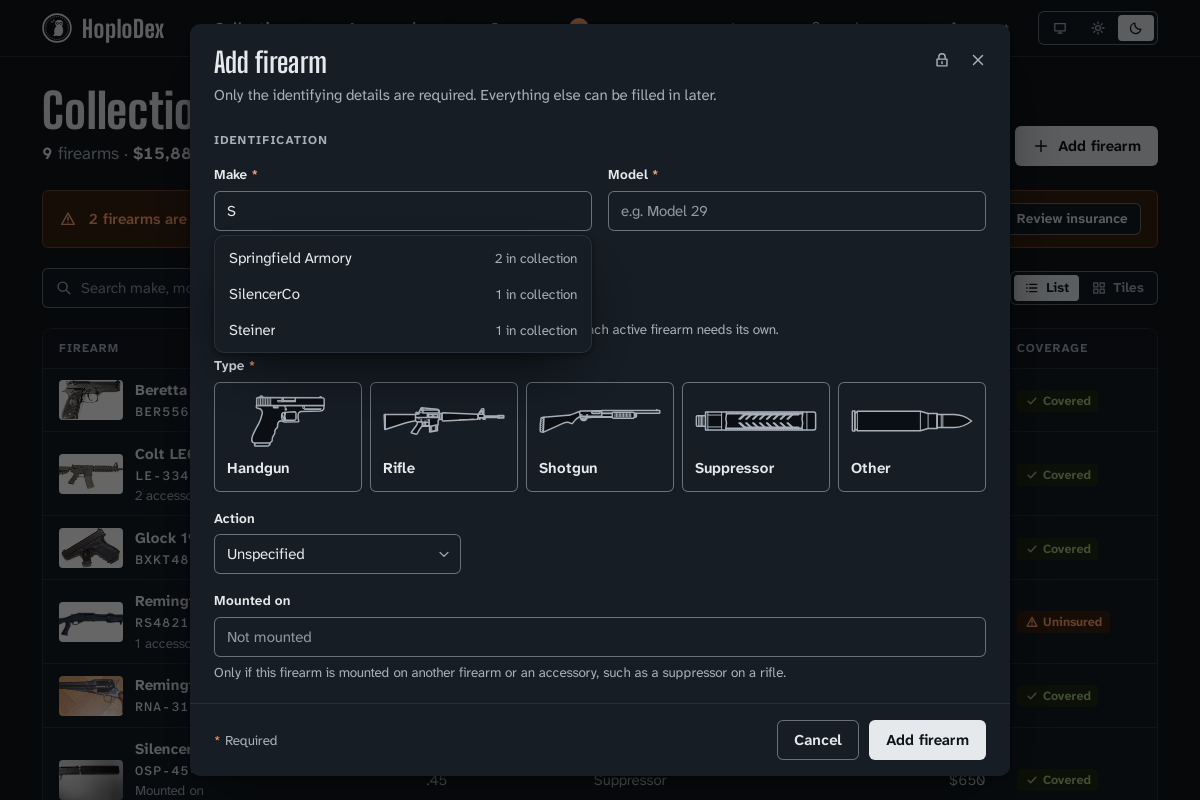 HoploDex
Add firearm
Only the identifying details are required. Everything else can be filled in later.
IDENTIFICATION
Make *
Model *
S
e.g. Model 29
Springfield Armory 2 in collection
SilencerCo 1 in collection
Steiner 1 in collection
ch active firearm needs its own.
Type *
Handgun
Rifle
Shotgun
Suppressor
Other
Action
Unspecified
Mounted on
Not mounted
Only if this firearm is mounted on another firearm or an accessory, such as a suppressor on a rifle.
* Required
Cancel
Add firearm
Collectio
9 firearms · $15,88
Add firearm
2 firearms are
Review insurance
Search make, mo
List
Tiles
FIREARM
COVERAGE
Beretta
BER556
Covered
Colt LE
LE-334
2 accesso
Covered
Glock 1
BXKT48
Covered
Remingt
RS4821
1 accesso
Uninsured
Remingt
RNA-31
Covered
Silencer
OSP-45
Mounted on
.45
Suppressor
$650
Covered